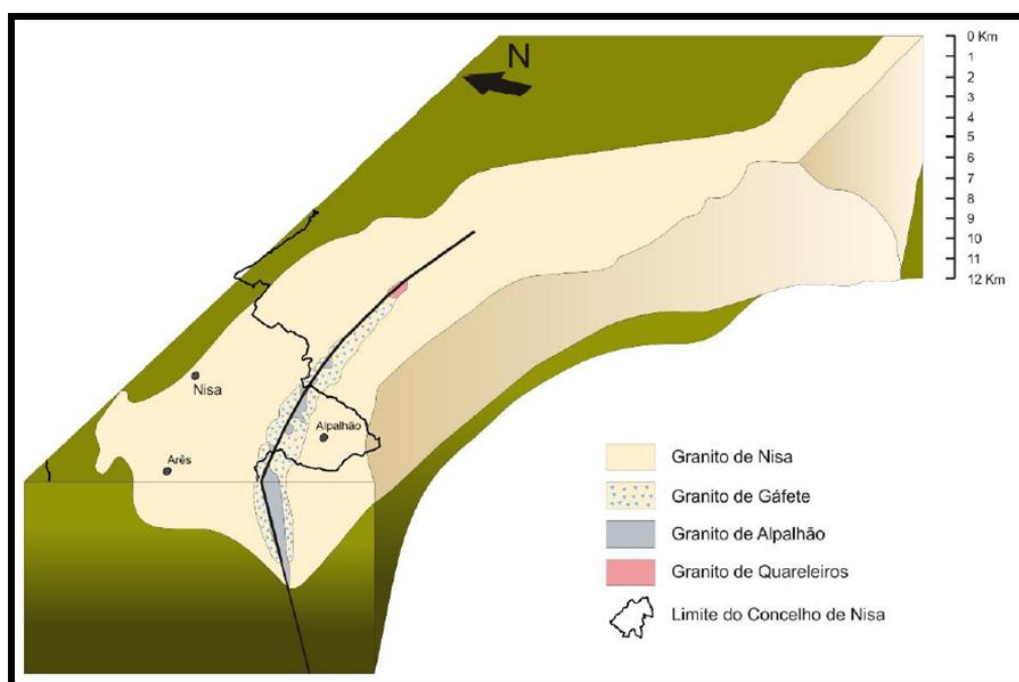 N
0 Km
1
2
3
4
5
6
7
8
9
10
11
12 Km
Nisa
Alpalhão
Arês
Granito de Nisa
Granito de Gáfete
Granito de Alpalhão
Granito de Quareleiros
Limite do Concelho de Nisa